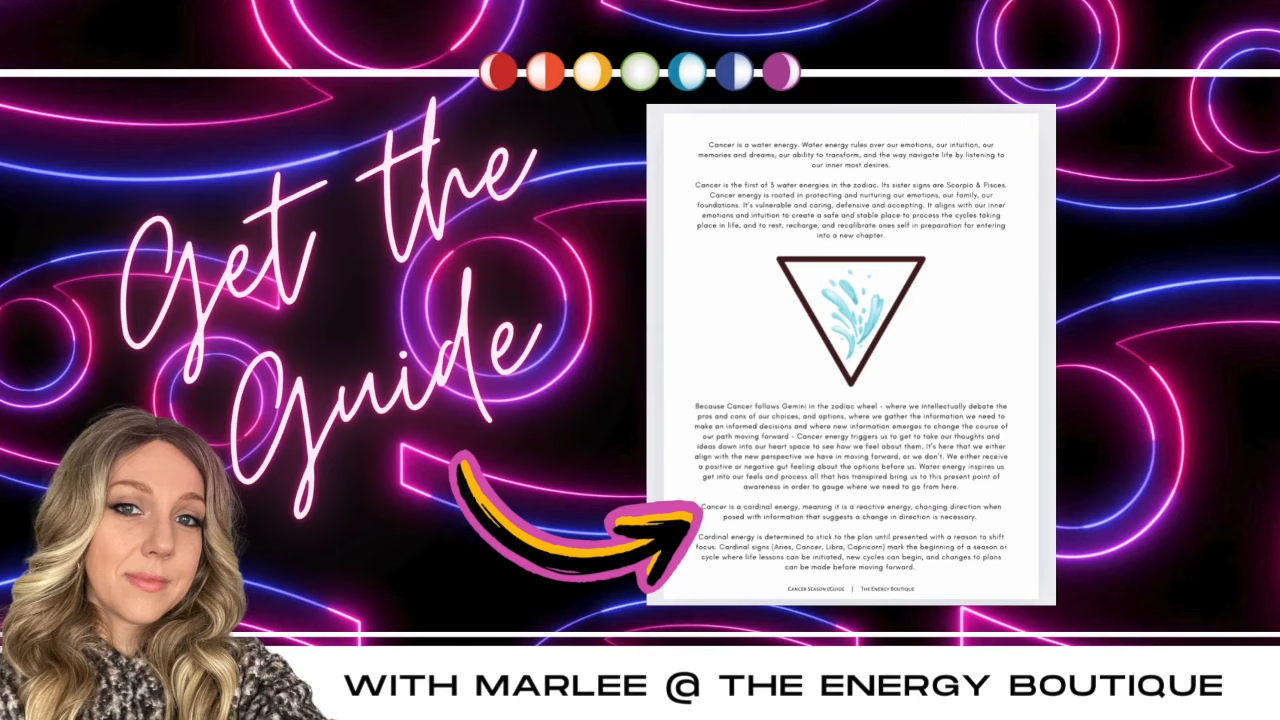 Get the
Guide
Cancer is a water energy. Water energy rules over our emotions, our intuition, our
memories and dreams, our ability to transform, and the way navigate life by listening to
our inner most desires.
Cancer is the first of 3 water energies in the zodiac. Its sister signs are Scorpio & Pisces.
Cancer energy is rooted in protecting and nurturing our emotions, our family, our
foundations. It's vulnerable and caring, defensive and accepting. It aligns with our inner
emotions and intuition to create a safe and stable place to process the cycles taking
place in life, and to rest, recharge, and recalibrate ones self in preparation for entering
into a new chapter.
Because Cancer follows Gemini in the zodiac wheel - where we intellectually debate the
pros and cons of our choices, and options, where we gather the information we need to
make an informed decisions and where new information emerges to change the course of
our path moving forward - Cancer energy triggers us to get to take our thoughts and
ideas down into our heart space to see how we feel about them. It's here that we either
align with the new perspective we have in moving forward, or we don't. We either receive
a positive or negative gut feeling about the options before us. Water energy inspires us
get into our feels and process all that has transpired bring us to this present point of
awareness in order to gauge where we need to go from here.
Cancer is a cardinal energy, meaning it is a reactive energy, changing direction when
posed with information that suggests a change in direction is necessary.
Cardinal energy is determined to stick to the plan until presented with a reason to shift
focus. Cardinal signs (Aries, Cancer, Libra, Capricorn) mark the beginning of a season or
cycle where life lessons can be initiated, new cycles can begin, and changes to plans
can be made before moving forward.
Cancer Season eGuide | The Energy Boutique
WITH MARLEE @ THE ENERGY BOUTIQUE